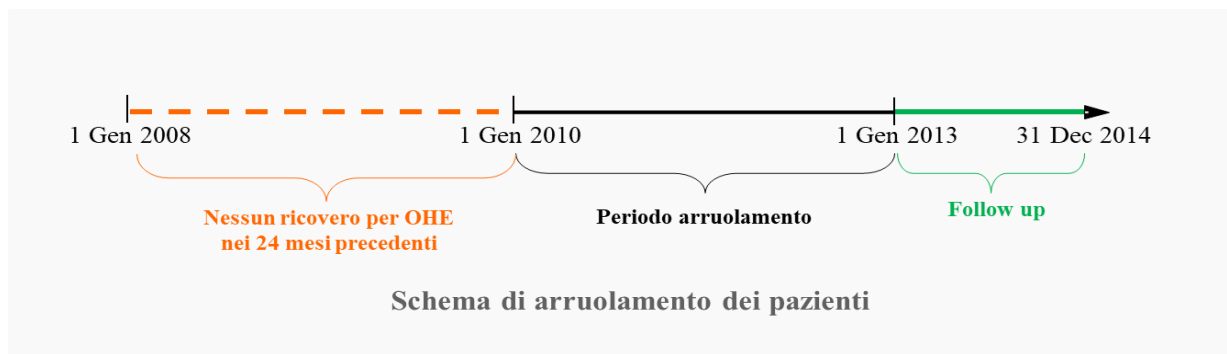 1 Gen 2008 1 Gen 2010 1 Gen 2013 31 Dec 2014
Nessun ricovero per OHE
nei 24 mesi precedenti
Periodo arruolamento
Follow up
Schema di arruolamento dei pazienti